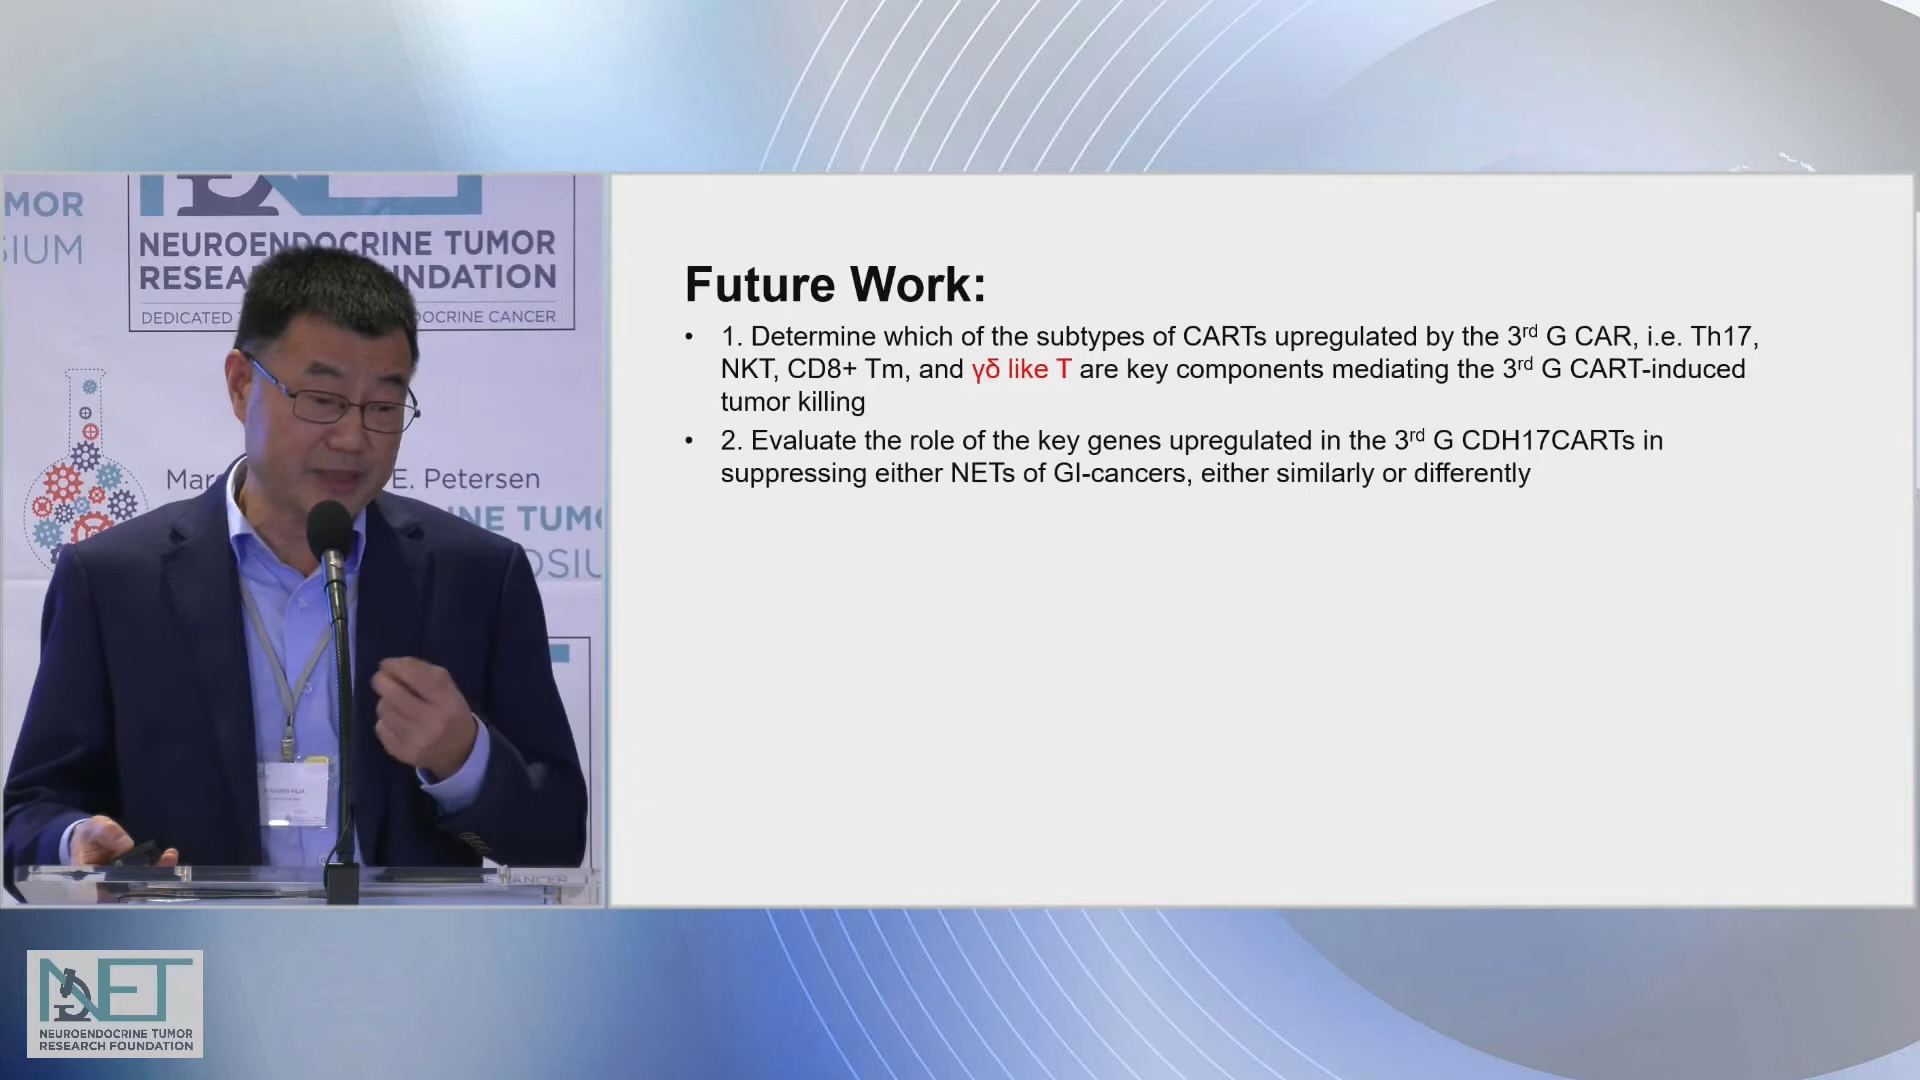 MOR
SIUM
NEUROENDOCRINE TUMOR
RESEA NDATION
DEDICATED OCRINE CANCER
Mar E. Petersen
INE TUM
OSIU
HUA
Future Work:
• 1. Determine which of the subtypes of CARTs upregulated by the 3rd G CAR, i.e. Th17,
NKT, CD8+ Tm, and γδ like T are key components mediating the 3rd G CART-induced
tumor killing
• 2. Evaluate the role of the key genes upregulated in the 3rd G CDH17CARTs in
suppressing either NETs of GI-cancers, either similarly or differently
NET
NEUROENDOCRINE TUMOR
RESEARCH FOUNDATION